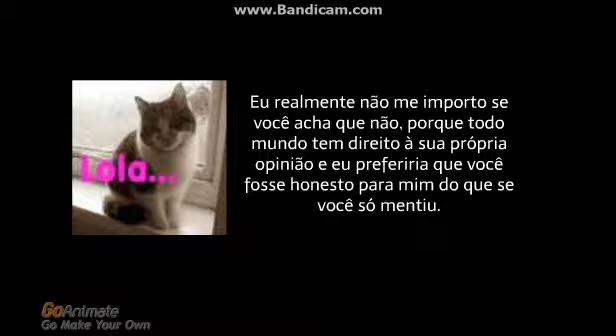 www.Bandicam.com
Eu realmente não me importo se
você acha que não, porque todo
mundo tem direito à sua própria
opinião e eu preferiria que você
fosse honesto para mim do que se
você só mentiu.
Lola...
GoAnimate
Go Make Your Own